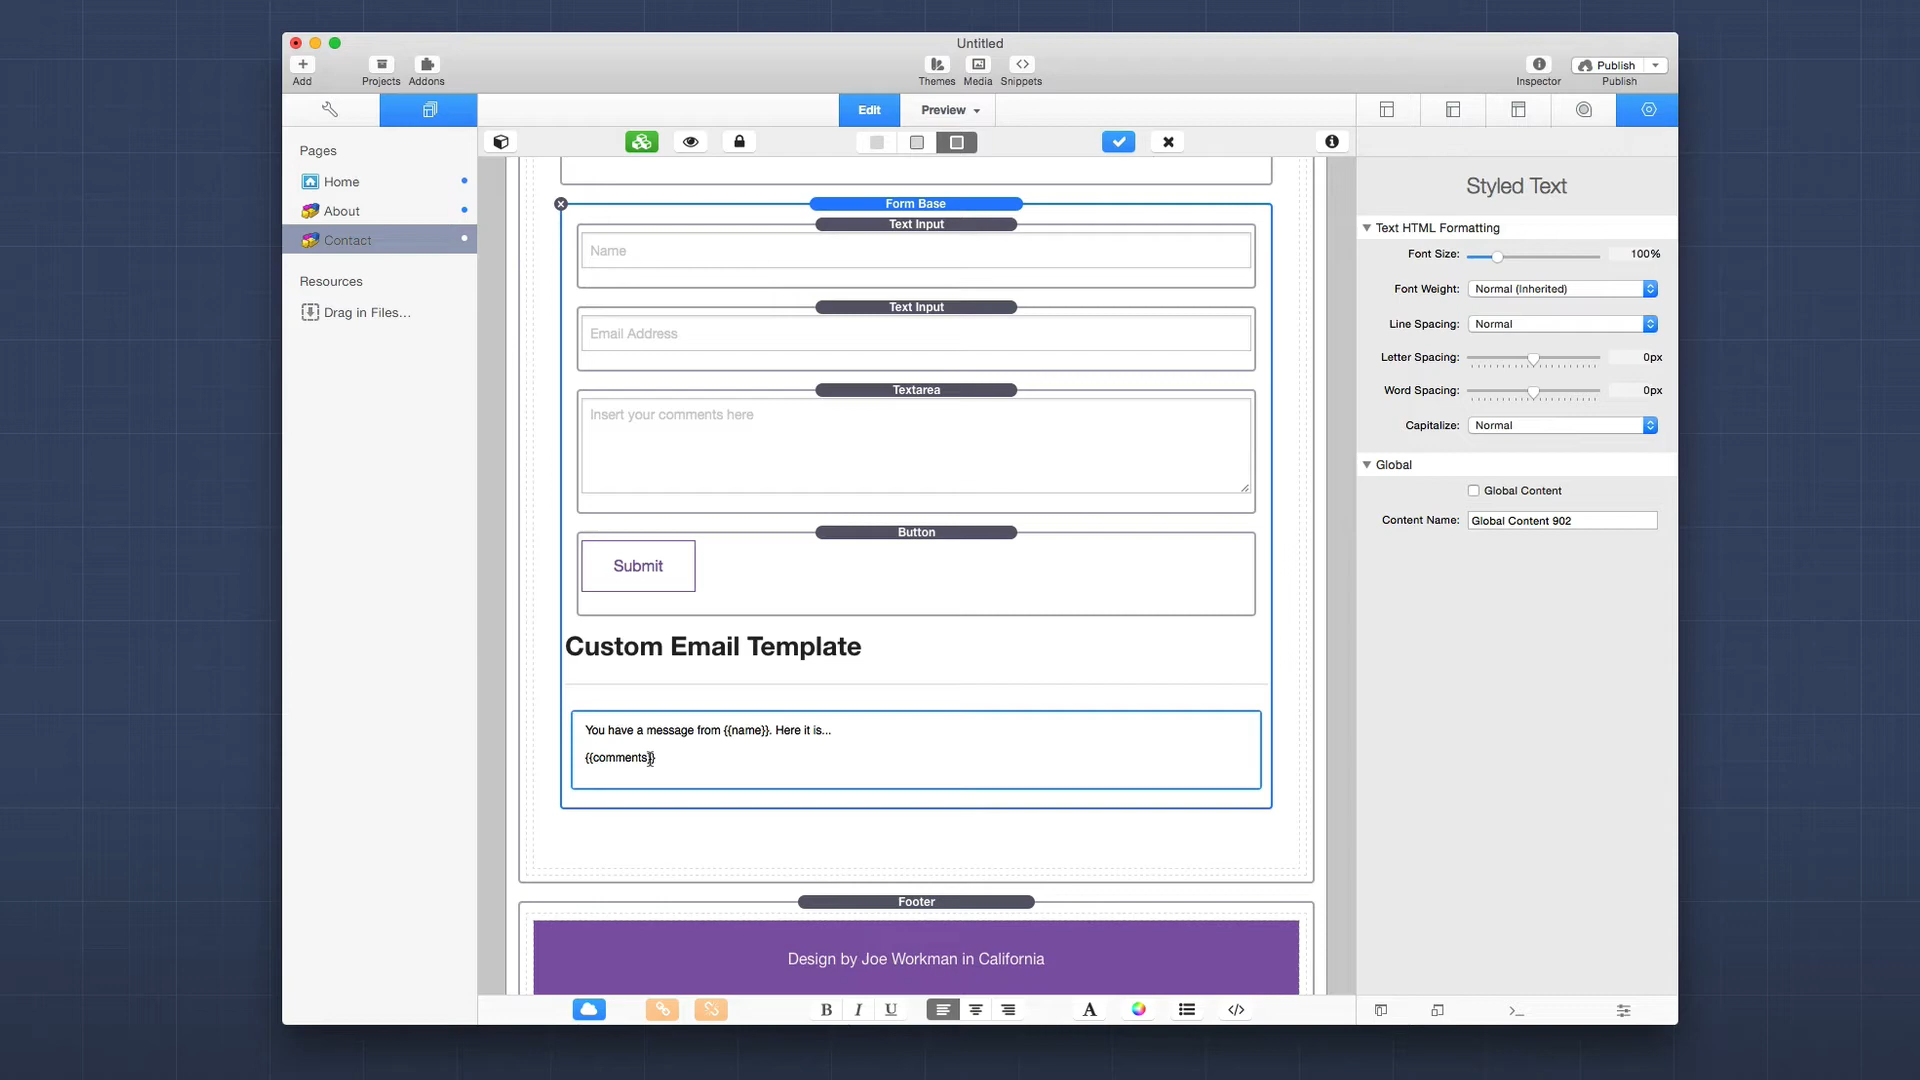 Untitled
Add
Projects
Addons
Themes
Media
Snippets
Inspector
Publish
Publish
Edit
Preview
Pages
Home
About
Contact
Resources
Drag in Files...
Form Base
Text Input
Name
Text Input
Email Address
Textarea
Insert your comments here
Button
Submit
Custom Email Template
You have a message from {{name}}. Here it is...
{{comments}}
Footer
Design by Joe Workman in California
B I U
A
Styled Text
Text HTML Formatting
Font Size: 100%
Font Weight: Normal (Inherited)
Line Spacing: Normal
Letter Spacing: 0px
Word Spacing: 0px
Capitalize: Normal
Global
Global Content
Content Name: Global Content 902